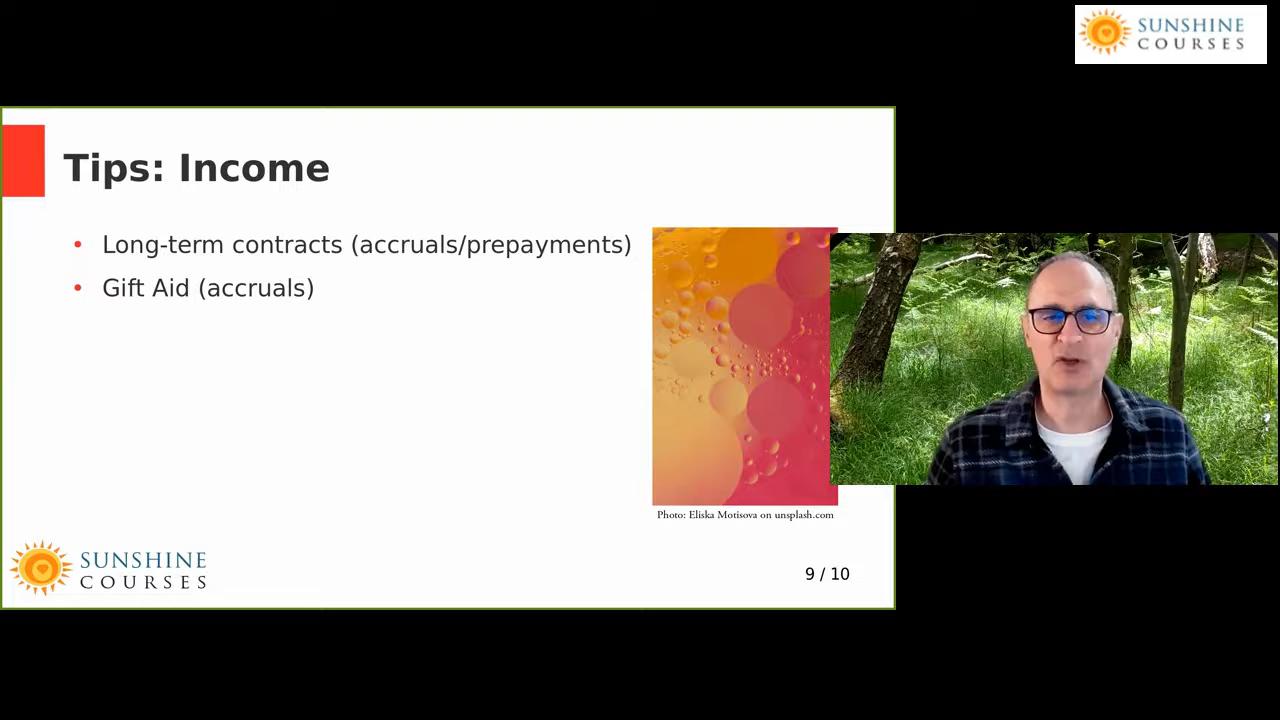 SUNSHINE
COURSES
Tips: Income
• Long-term contracts (accruals/prepayments)
• Gift Aid (accruals)
Photo: Eliska Motisova on unsplash.com
SUNSHINE
COURSES
9 / 10